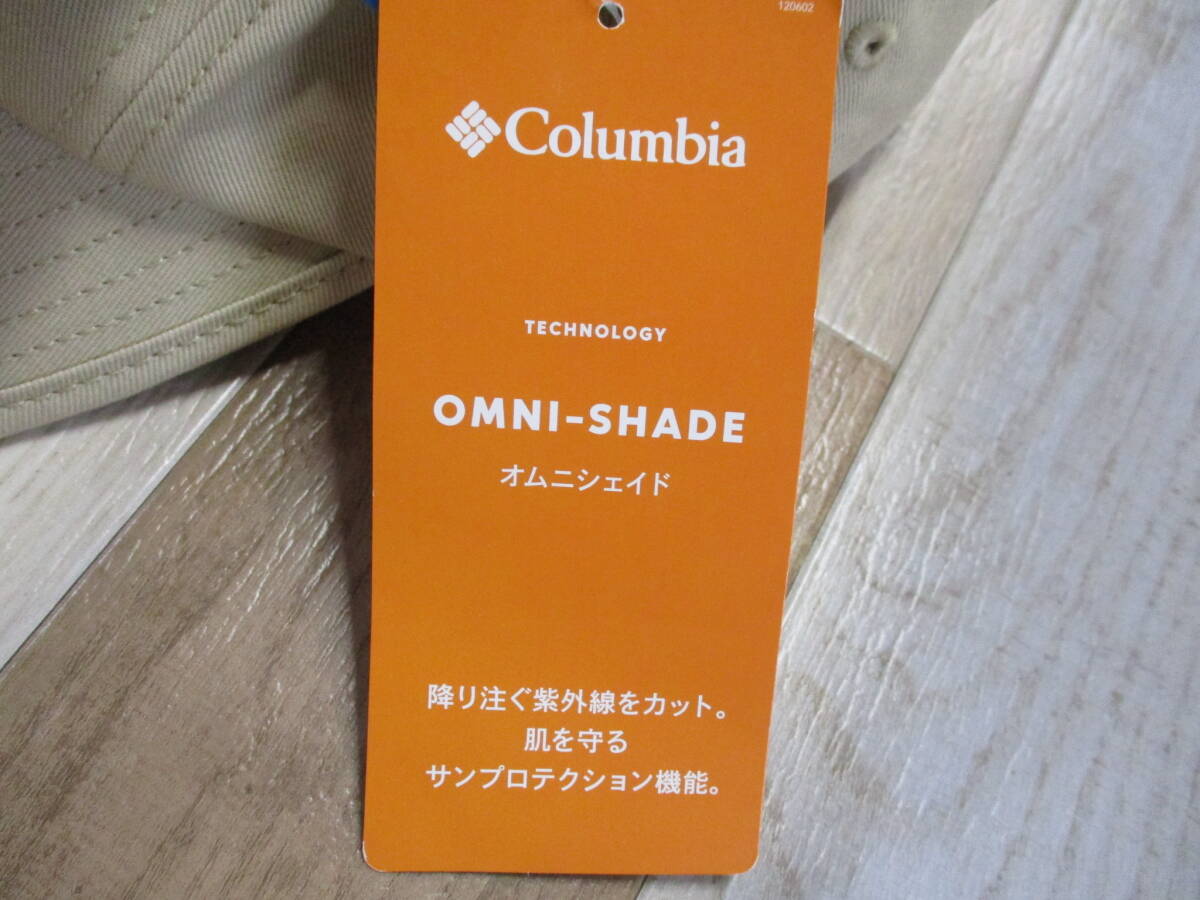 120602
Columbia
TECHNOLOGY
OMNI-SHADE
オムニシェイド
降り注ぐ紫外線をカット。
肌を守る
サンプロテクション機能。